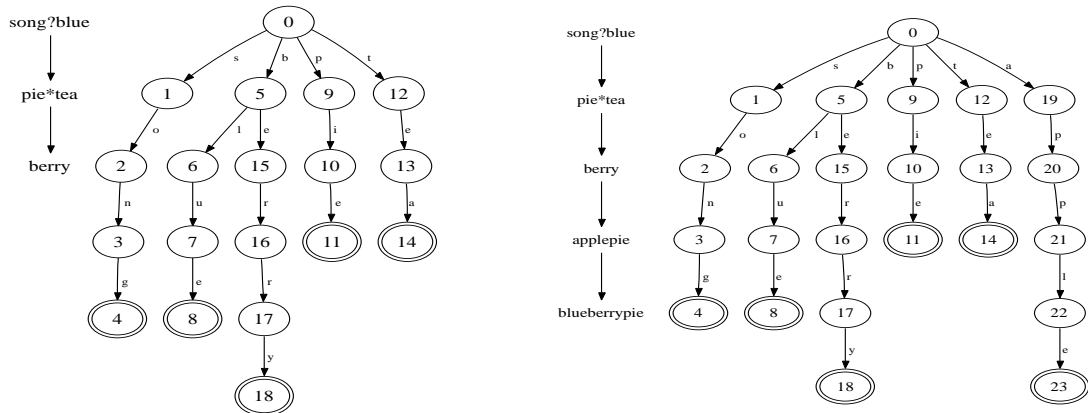 song?blue
pie*tea
berry
0
s b p t
1 5 9 12
o l e i e
2 6 15 10 13
n u r e a
3 7 16 11 14
g e r
4 8 17
y
18
song?blue
pie*tea
berry
applepie
blueberrypie
0
s b p t a
1 5 9 12 19
o l e i e p
2 6 15 10 13 20
n u r e a p
3 7 16 11 14 21
g e r l
4 8 17 22
y e
18 23